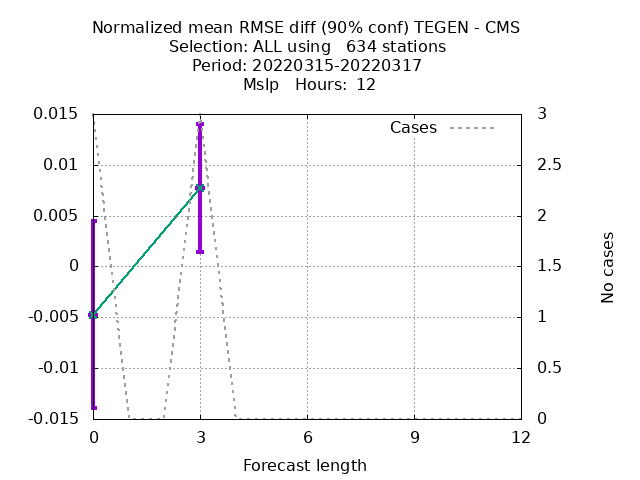 Normalized mean RMSE diff (90% conf) TEGEN - CMS
Selection: ALL using   634 stations
Period: 20220315-20220317
Mslp   Hours: 12
Cases
0.015
0.01
0.005
0
-0.005
-0.01
-0.015
3
2.5
2
1.5
1
0.5
0
No cases
0 3 6 9 12
Forecast length